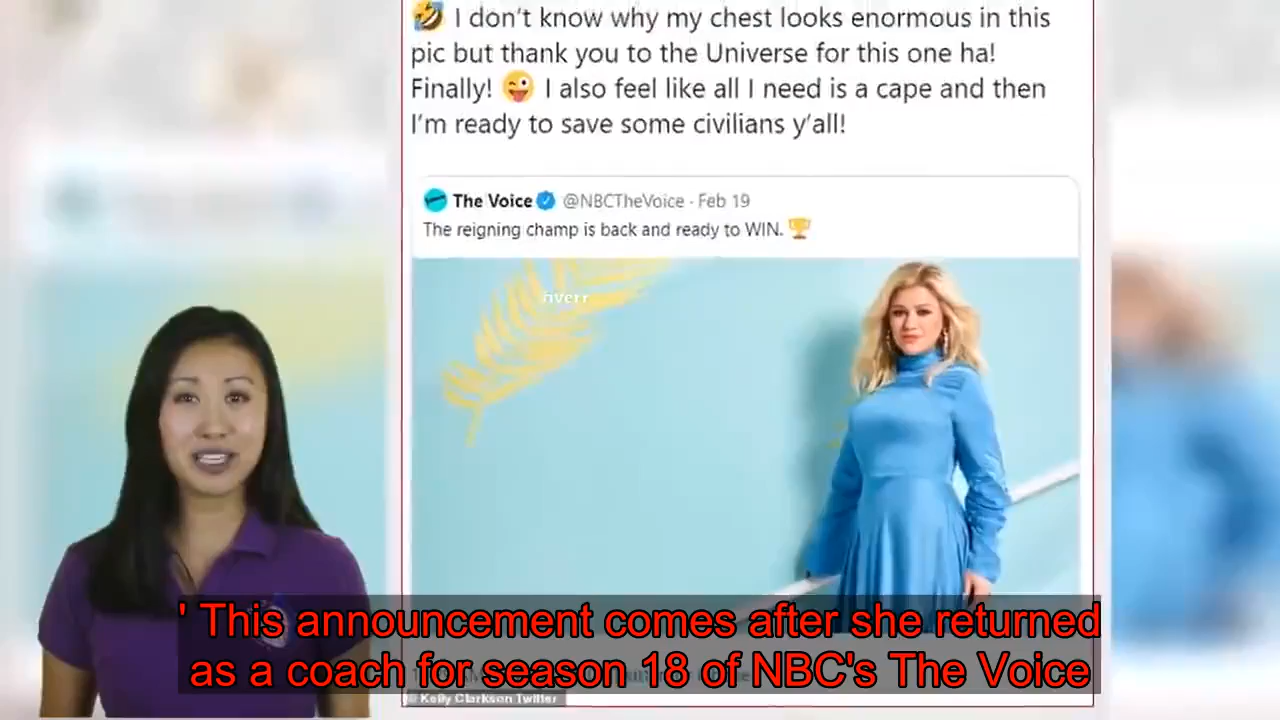 🤣 I don't know why my chest looks enormous in this
pic but thank you to the Universe for this one ha!
Finally! 😜 I also feel like all I need is a cape and then
I'm ready to save some civilians y'all!
The Voice @NBCTheVoice · Feb 19
The reigning champ is back and ready to WIN. 🏆
fiverr
' This announcement comes after she returned
as a coach for season 18 of NBC's The Voice
Kelly Clarkson Twitter